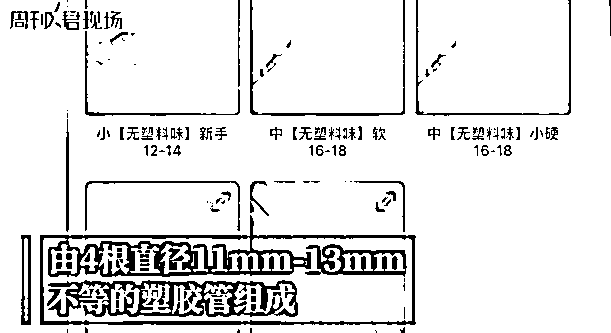 周刊君现场
小【无塑料味】新手
12-14
中【无塑料味】软
16-18
中【无塑料味】小硬
16-18
由4根直径11mm-13mm
不等的塑胶管组成